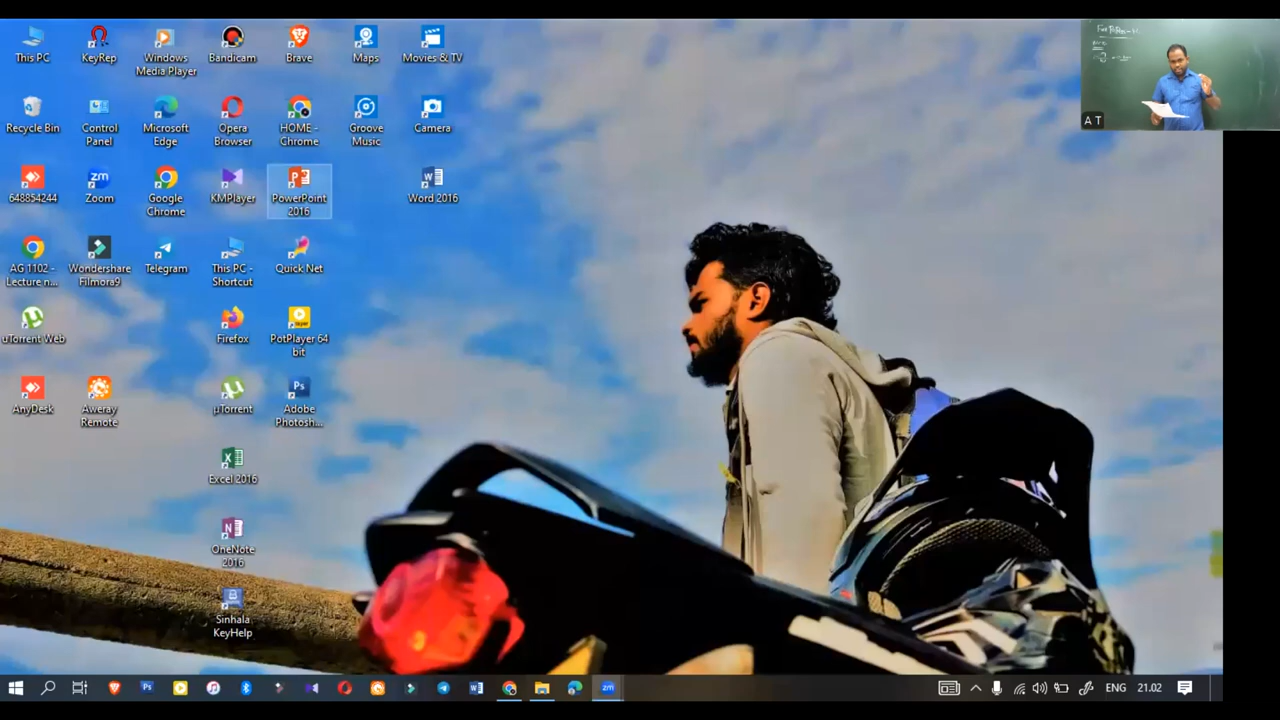 This PC
KeyRep
Windows
Media Player
Bandicam
Brave
Maps
Movies & TV
Recycle Bin
Control
Panel
Microsoft
Edge
Opera
Browser
HOME -
Chrome
Groove
Music
Camera
648854244
Zoom
Google
Chrome
KMPlayer
PowerPoint
2016
Word 2016
AG 1102 -
Lecture n...
Wondershare
Filmora9
Telegram
This PC -
Shortcut
Quick Net
uTorrent Web
Firefox
PotPlayer 64
bit
AnyDesk
Aweray
Remote
µTorrent
Adobe
Photosh...
Excel 2016
OneNote
2016
Sinhala
KeyHelp
A T
ENG
21.02